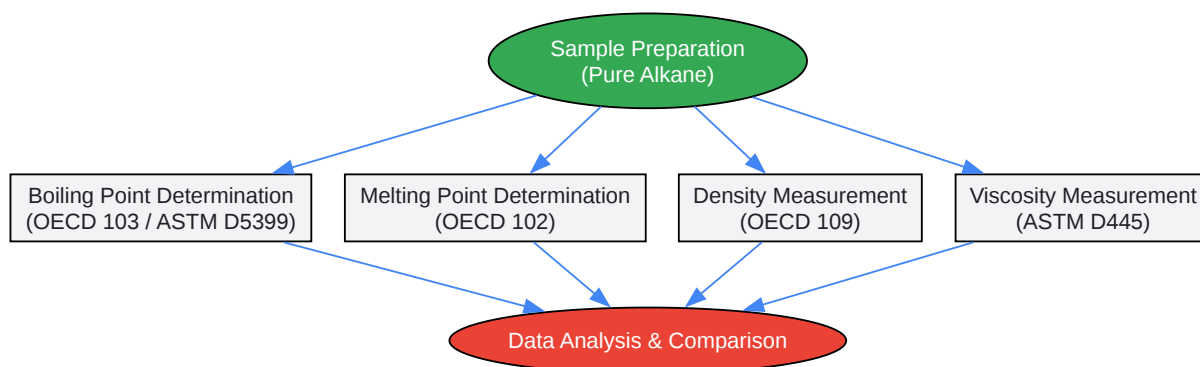 Sample Preparation
(Pure Alkane)
Boiling Point Determination
(OECD 103 / ASTM D5399)
Melting Point Determination
(OECD 102)
Density Measurement
(OECD 109)
Viscosity Measurement
(ASTM D445)
Data Analysis & Comparison